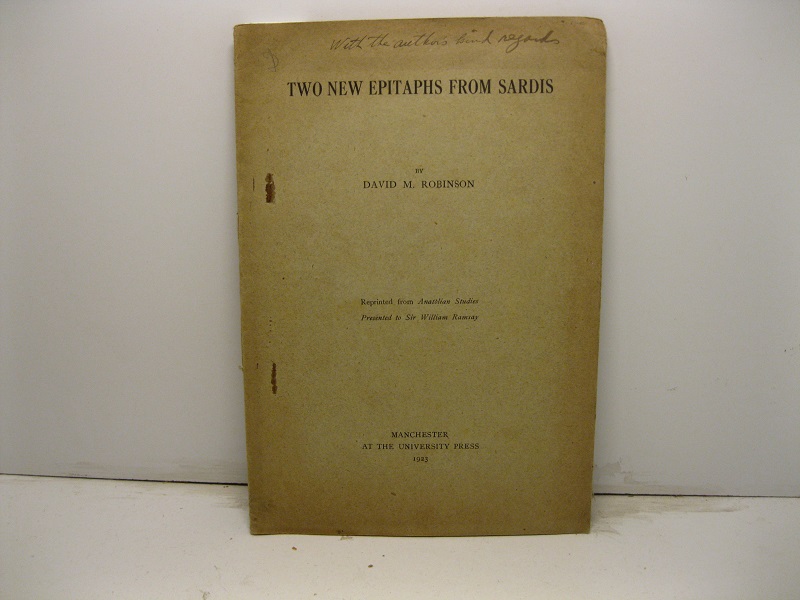 With the author's kind regards
TWO NEW EPITAPHS FROM SARDIS
BY
DAVID M. ROBINSON
Reprinted from Anatolian Studies
Presented to Sir William Ramsay
MANCHESTER
AT THE UNIVERSITY PRESS
1923